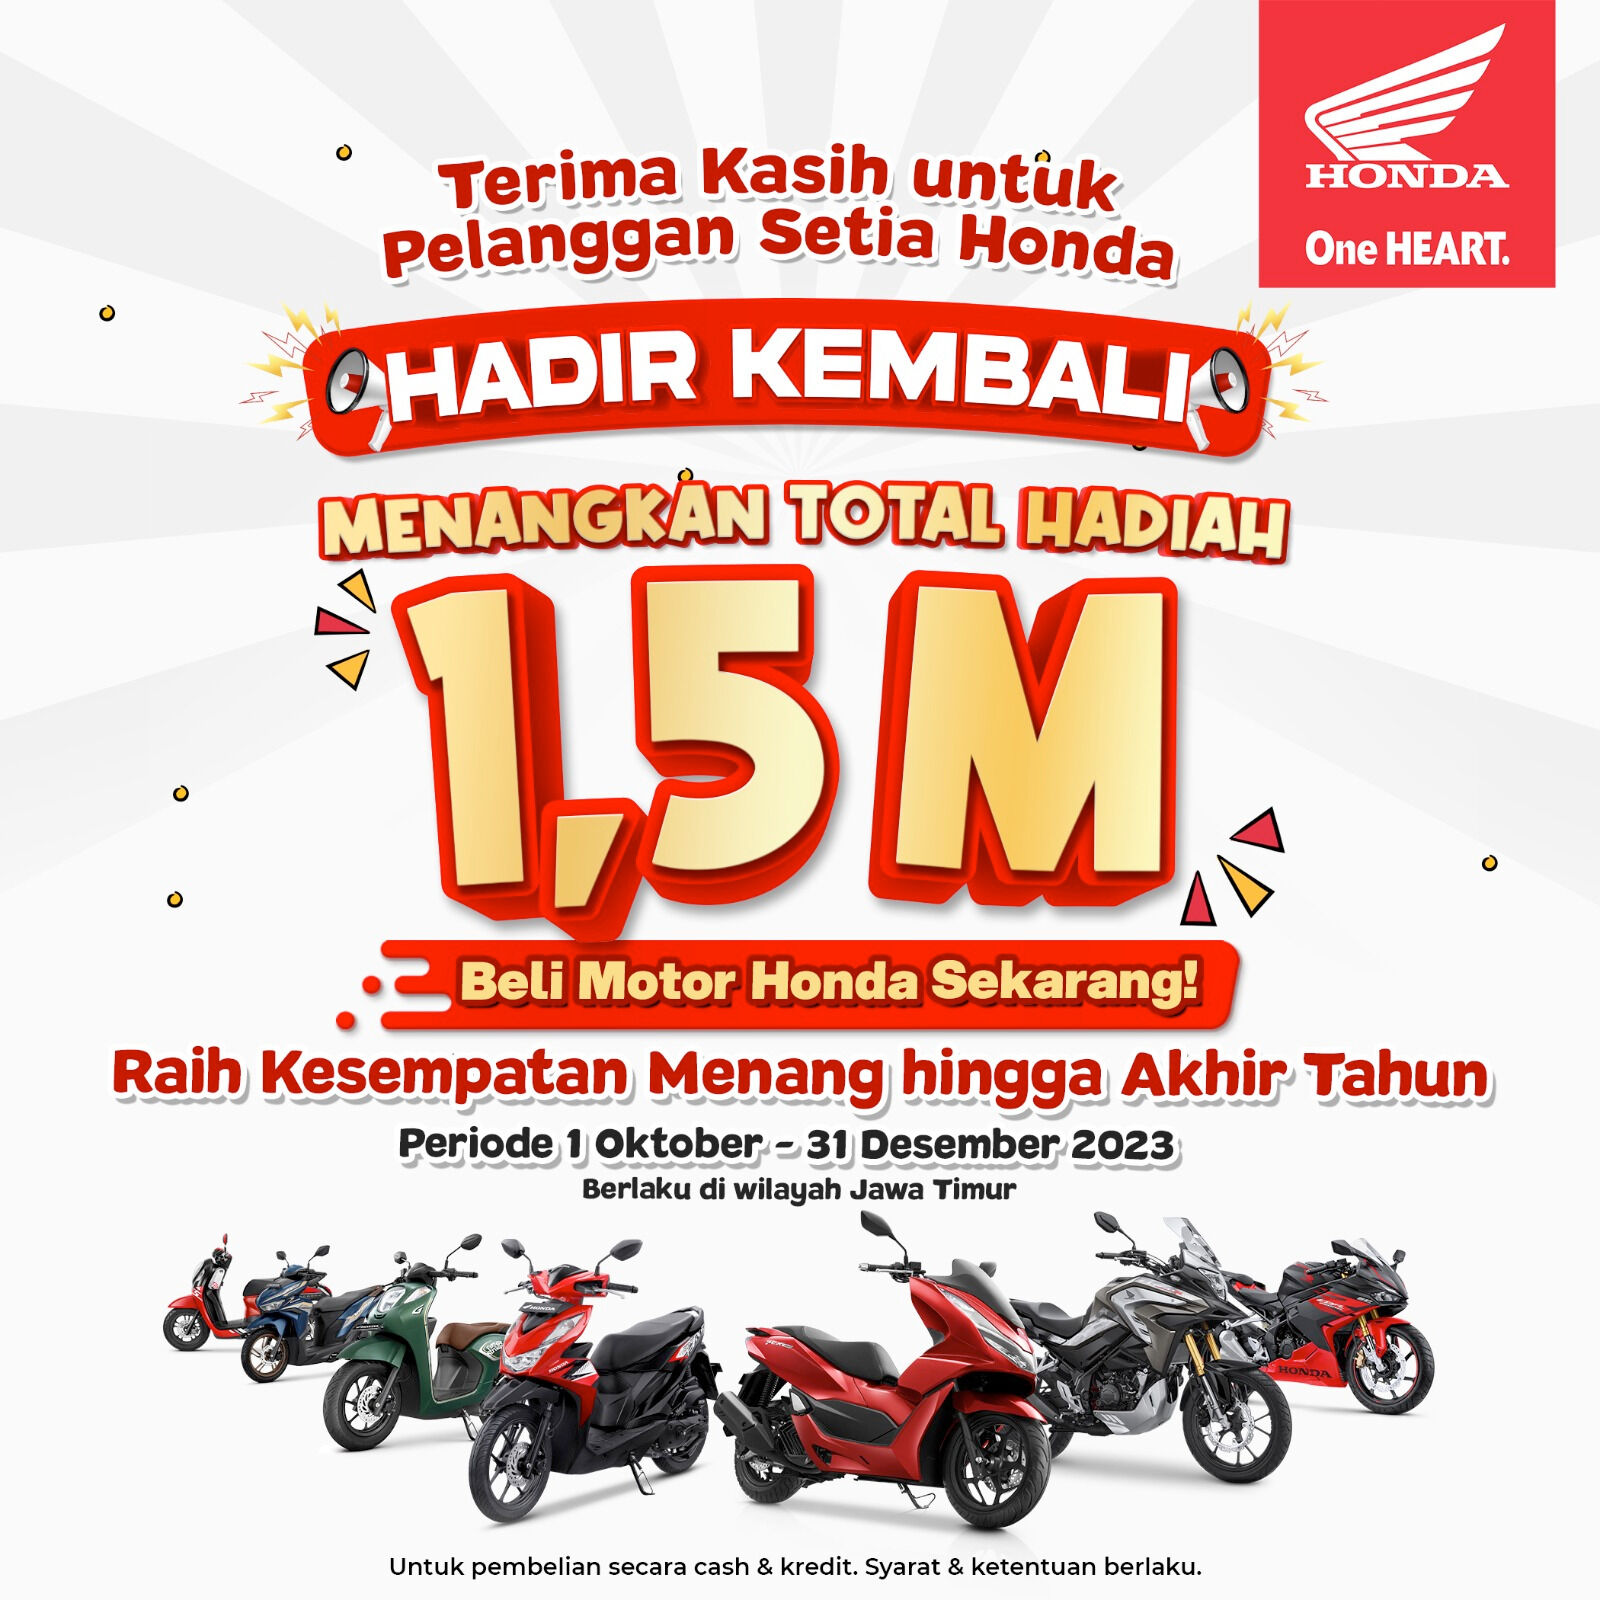 HONDA
One HEART.
Terima Kasih untuk
Pelanggan Setia Honda
HADIR KEMBALI
MENANGKAN TOTAL HADIAH
1,5 M
Beli Motor Honda Sekarang!
Raih Kesempatan Menang hingga Akhir Tahun
Periode 1 Oktober - 31 Desember 2023
Berlaku di wilayah Jawa Timur
HONDA
HONDA
Untuk pembelian secara cash & kredit. Syarat & ketentuan berlaku.